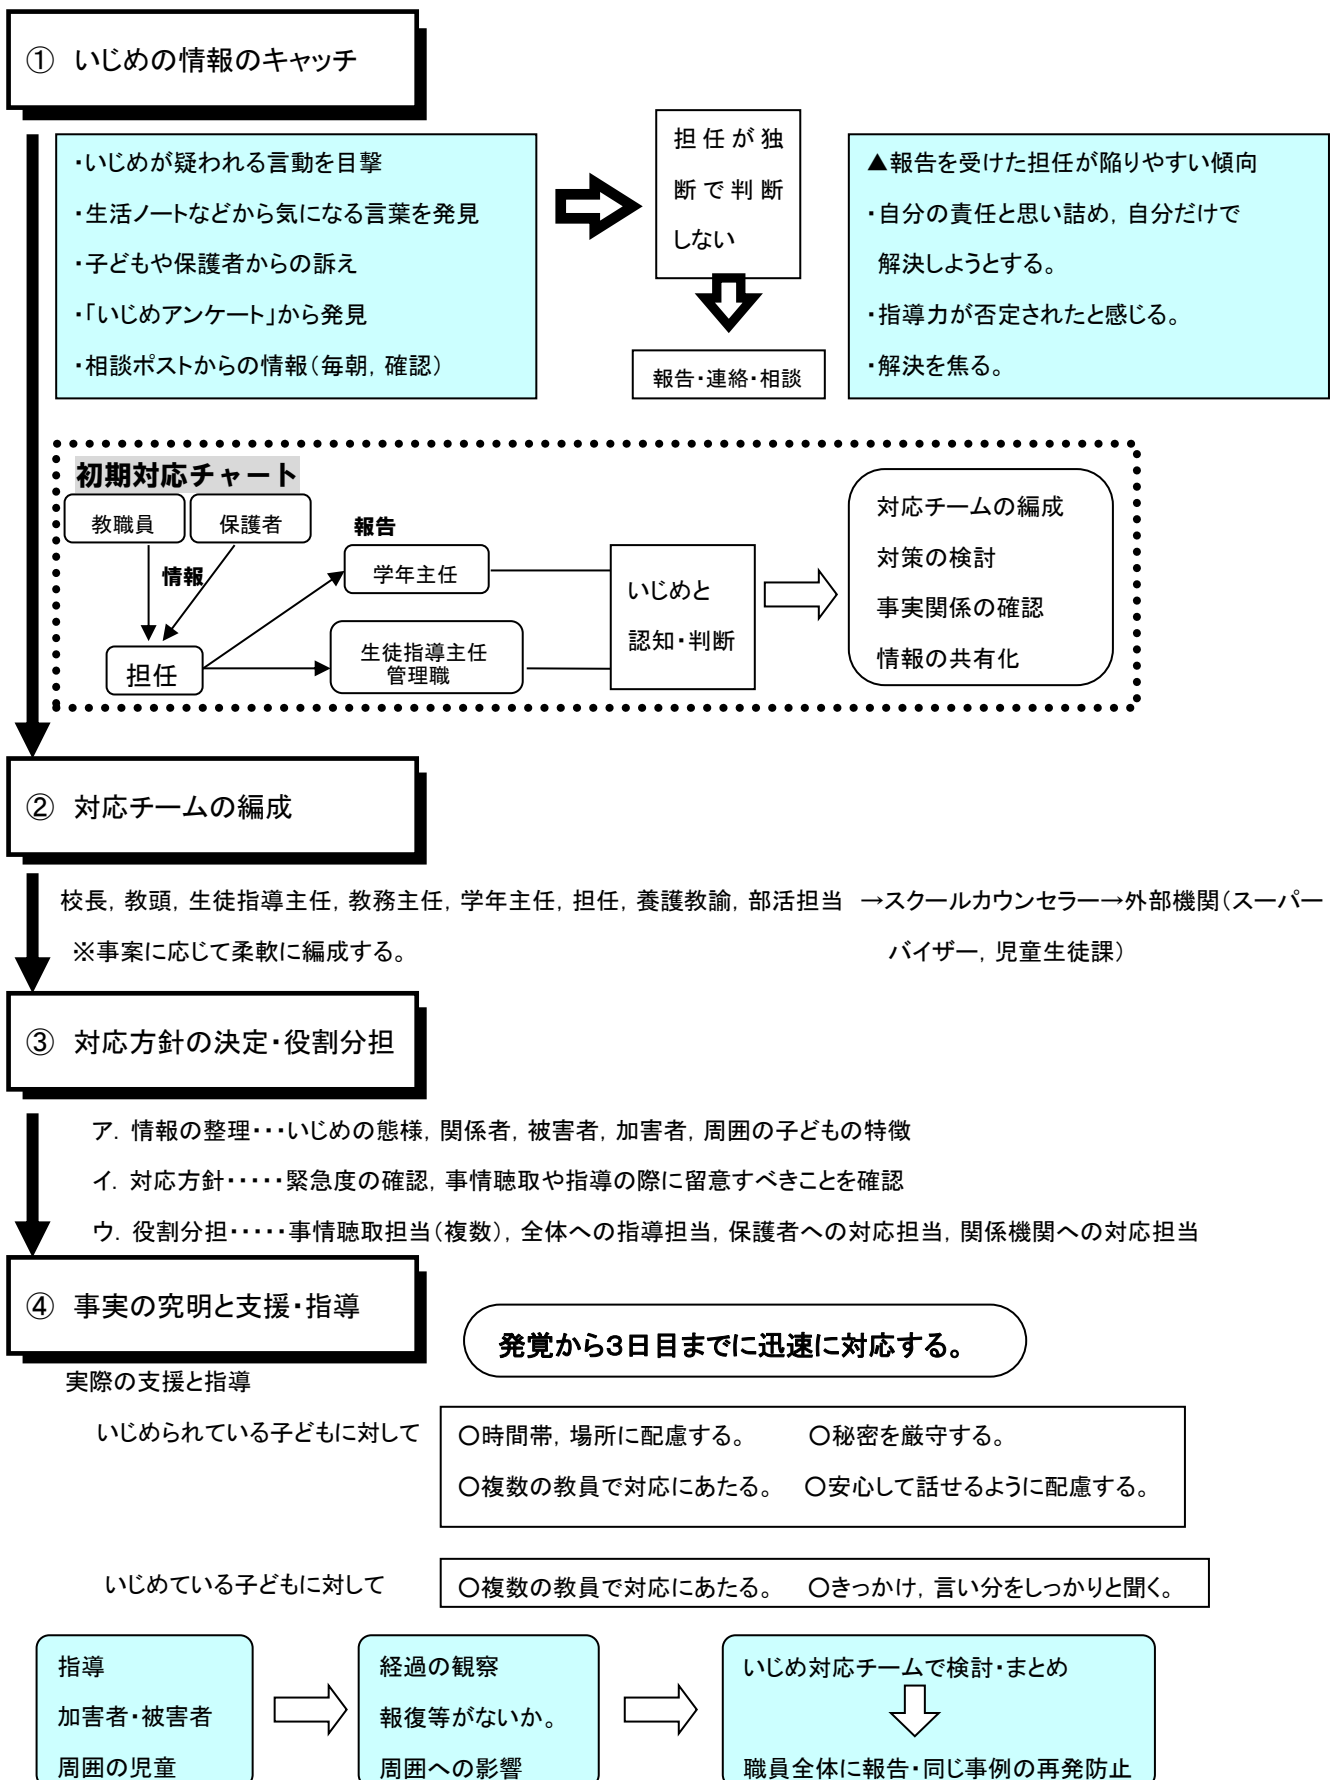 ① いじめの情報のキャッチ
・いじめが疑われる言動を目撃
・生活ノートなどから気になる言葉を発見
・子どもや保護者からの訴え
・「いじめアンケート」から発見
・相談ポストからの情報（毎朝，確認）
担任が独
断で判断
しない
報告・連絡・相談
▲報告を受けた担任が陥りやすい傾向
・自分の責任と思い詰め，自分だけで
解決しようとする。
・指導力が否定されたと感じる。
・解決を焦る。
初期対応チャート
教職員
保護者
情報
担任
報告
学年主任
生徒指導主任
管理職
いじめと
認知・判断
対応チームの編成
対策の検討
事実関係の確認
情報の共有化
② 対応チームの編成
校長，教頭，生徒指導主任，教務主任，学年主任，担任，養護教諭，部活担当 →スクールカウンセラー→外部機関（スーパー
※事案に応じて柔軟に編成する。 バイザー，児童生徒課）
③ 対応方針の決定・役割分担
ア．情報の整理・・・いじめの態様，関係者，被害者，加害者，周囲の子どもの特徴
イ．対応方針・・・・・緊急度の確認，事情聴取や指導の際に留意すべきことを確認
ウ．役割分担・・・・・事情聴取担当（複数），全体への指導担当，保護者への対応担当，関係機関への対応担当
④ 事実の究明と支援・指導
発覚から３日目までに迅速に対応する。
実際の支援と指導
いじめられている子どもに対して
○時間帯，場所に配慮する。 ○秘密を厳守する。
○複数の教員で対応にあたる。 ○安心して話せるように配慮する。
いじめている子どもに対して
○複数の教員で対応にあたる。 ○きっかけ，言い分をしっかりと聞く。
指導
加害者・被害者
周囲の児童
経過の観察
報復等がないか。
周囲への影響
いじめ対応チームで検討・まとめ
職員全体に報告・同じ事例の再発防止